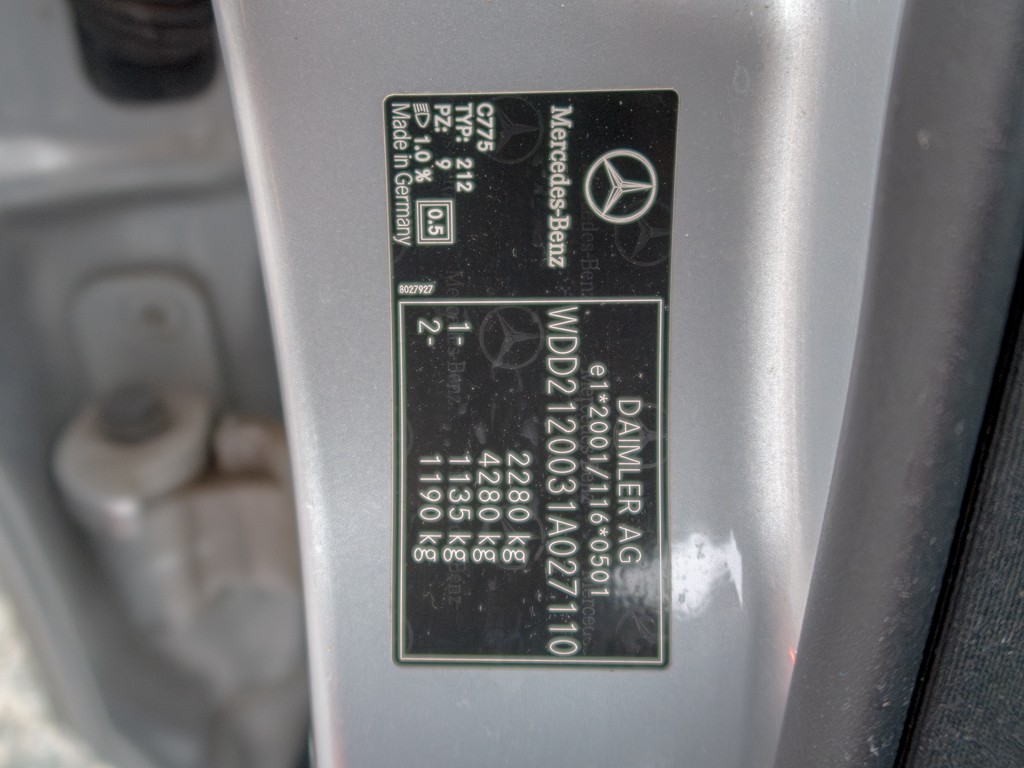 Mercedes-Benz
C775
TYP: 212
PZ: 9
1.0 % 0.5
Made in Germany
8027927
DAIMLER AG
e1*2001/116*0501
WDD2120031A027110
2280 kg
4280 kg
1- 1135 kg
2- 1190 kg